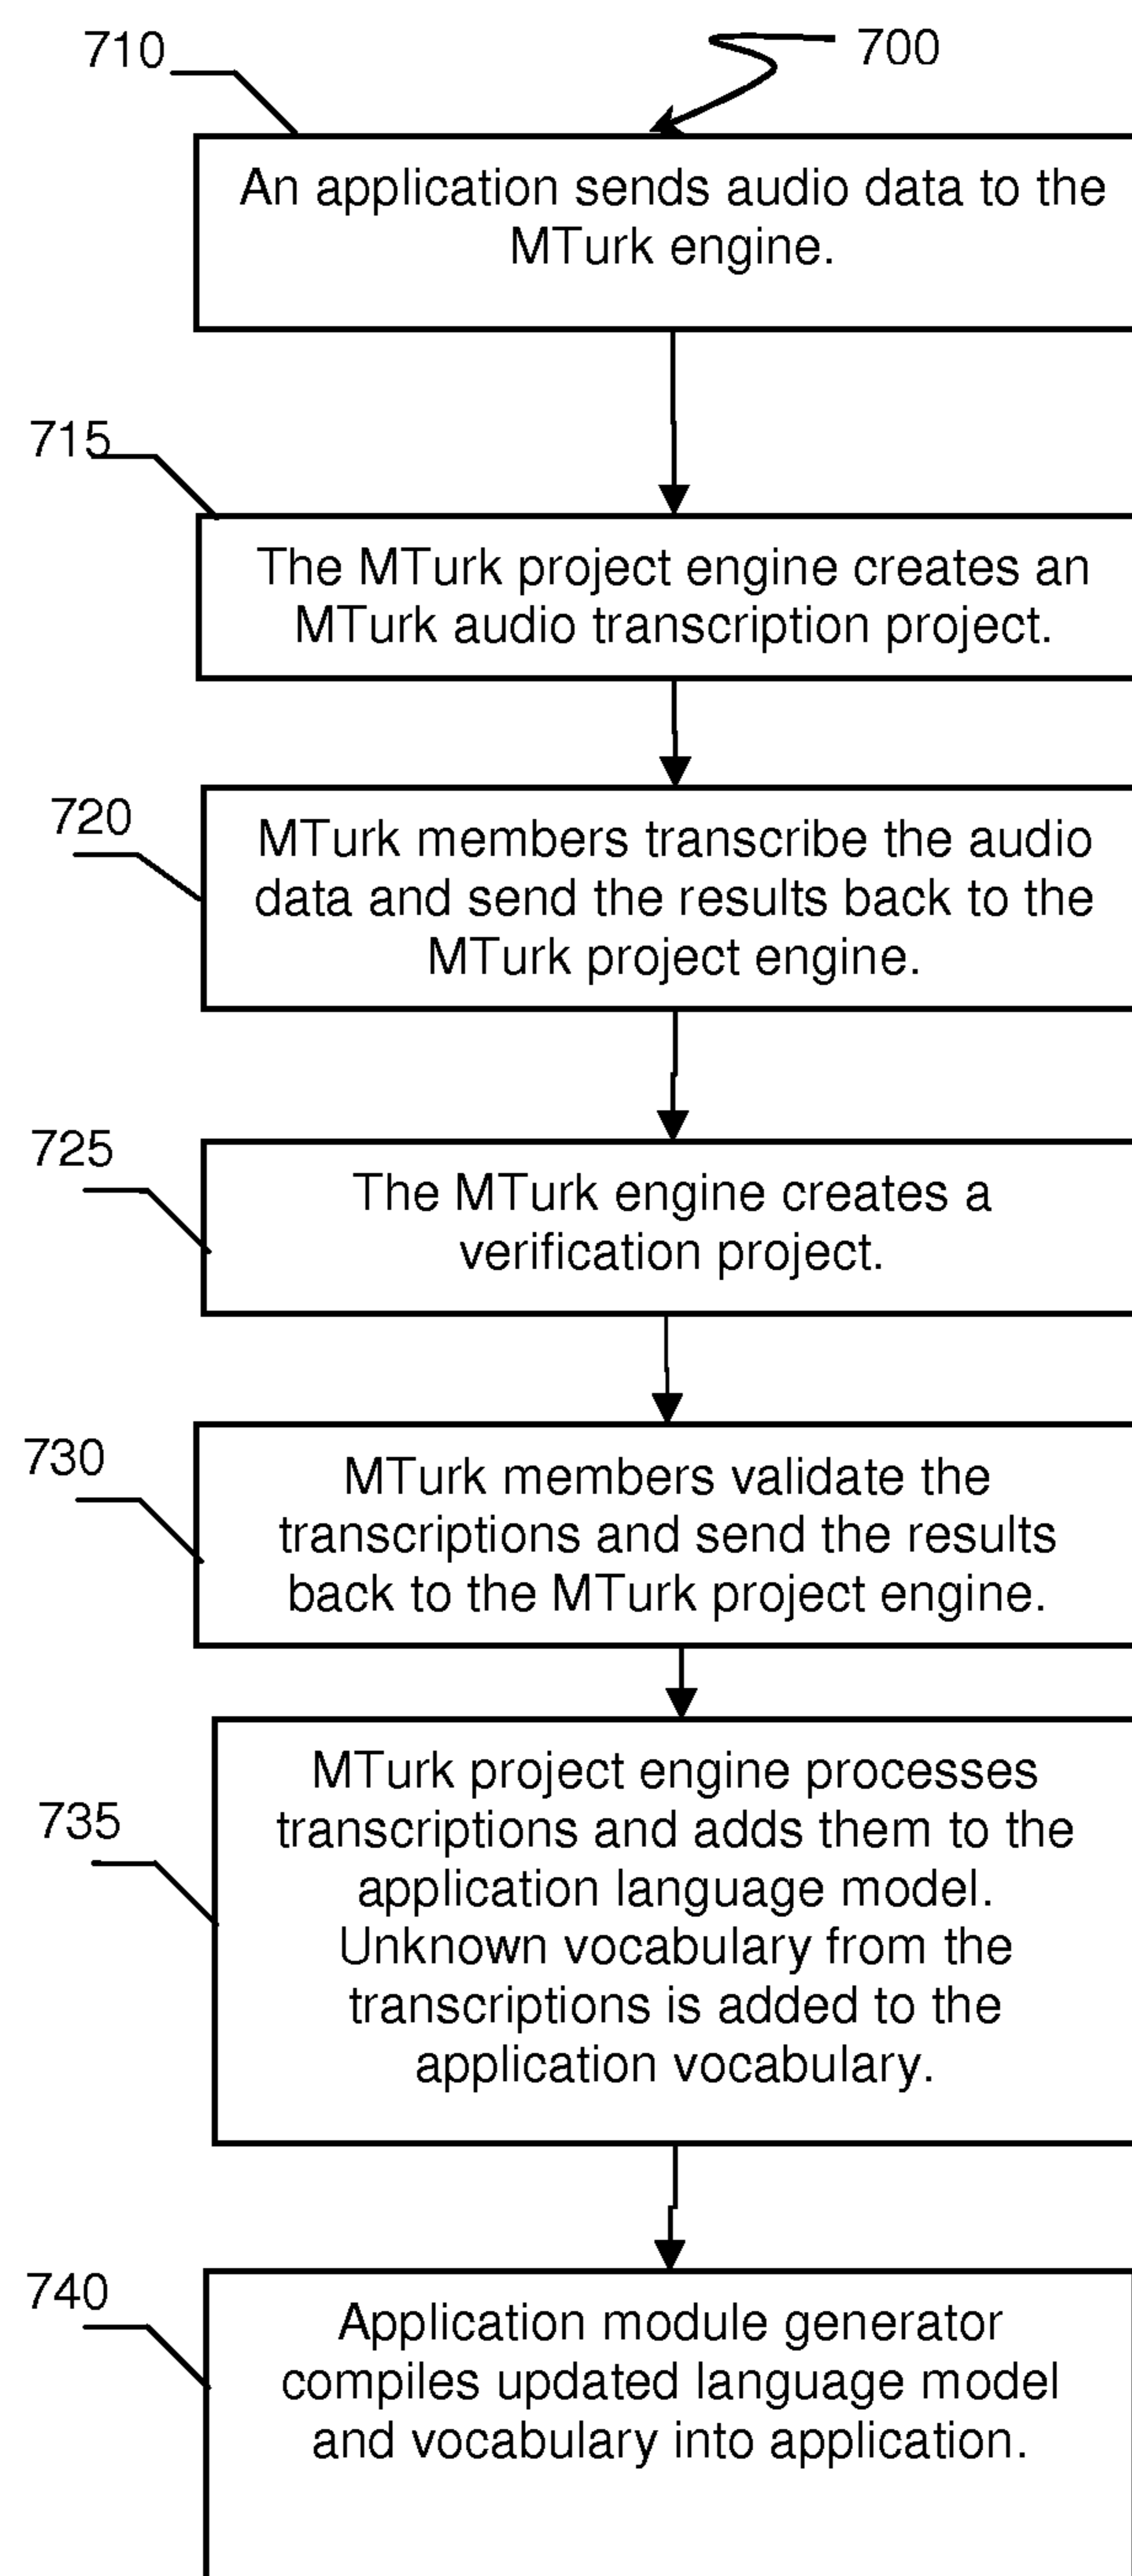 710
700
An application sends audio data to the
MTurk engine.
715
The MTurk project engine creates an
MTurk audio transcription project.
720
MTurk members transcribe the audio
data and send the results back to the
MTurk project engine.
725
The MTurk engine creates a
verification project.
730
MTurk members validate the
transcriptions and send the results
back to the MTurk project engine.
735
MTurk project engine processes
transcriptions and adds them to the
application language model.
Unknown vocabulary from the
transcriptions is added to the
application vocabulary.
740
Application module generator
compiles updated language model
and vocabulary into application.